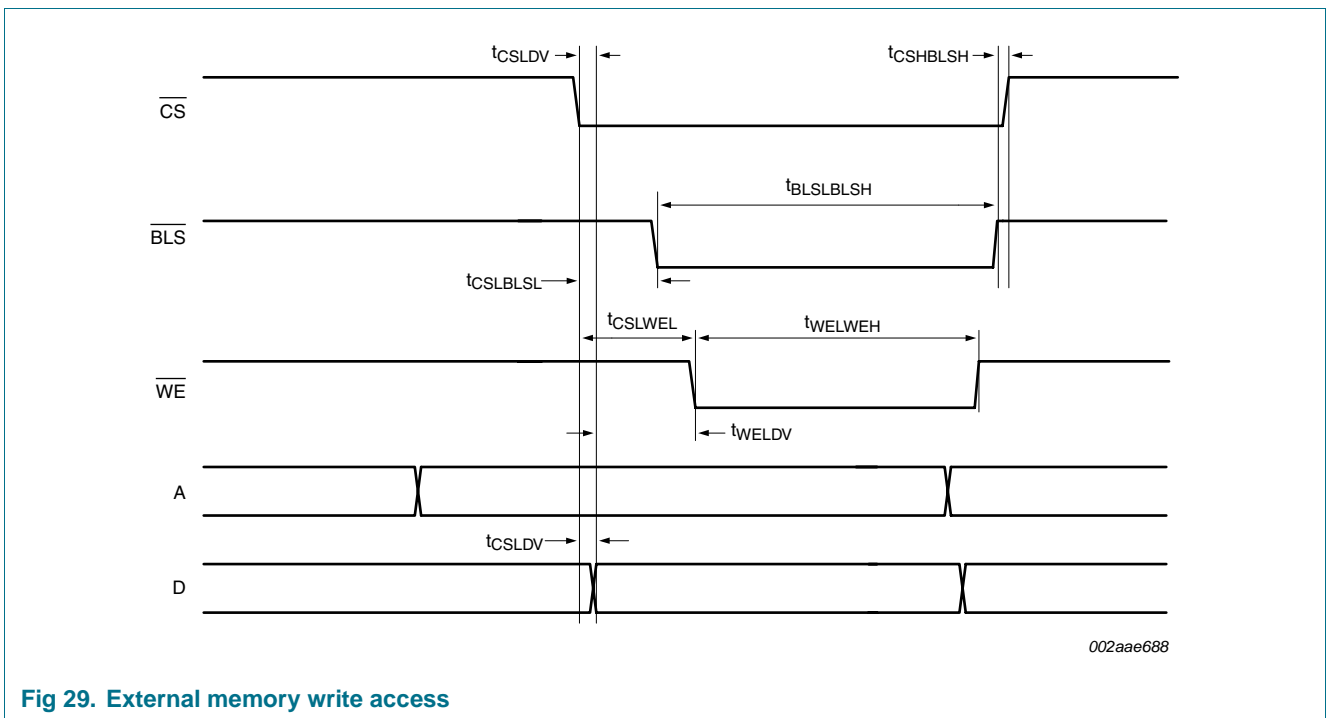 tCSLDV
tCSHBLSH
CS
tBLSLBLSH
BLS
tCSLBLSL
tCSLWEL
tWELWEH
WE
tWELDV
A
tCSLDV
D
002aae688
Fig 29. External memory write access